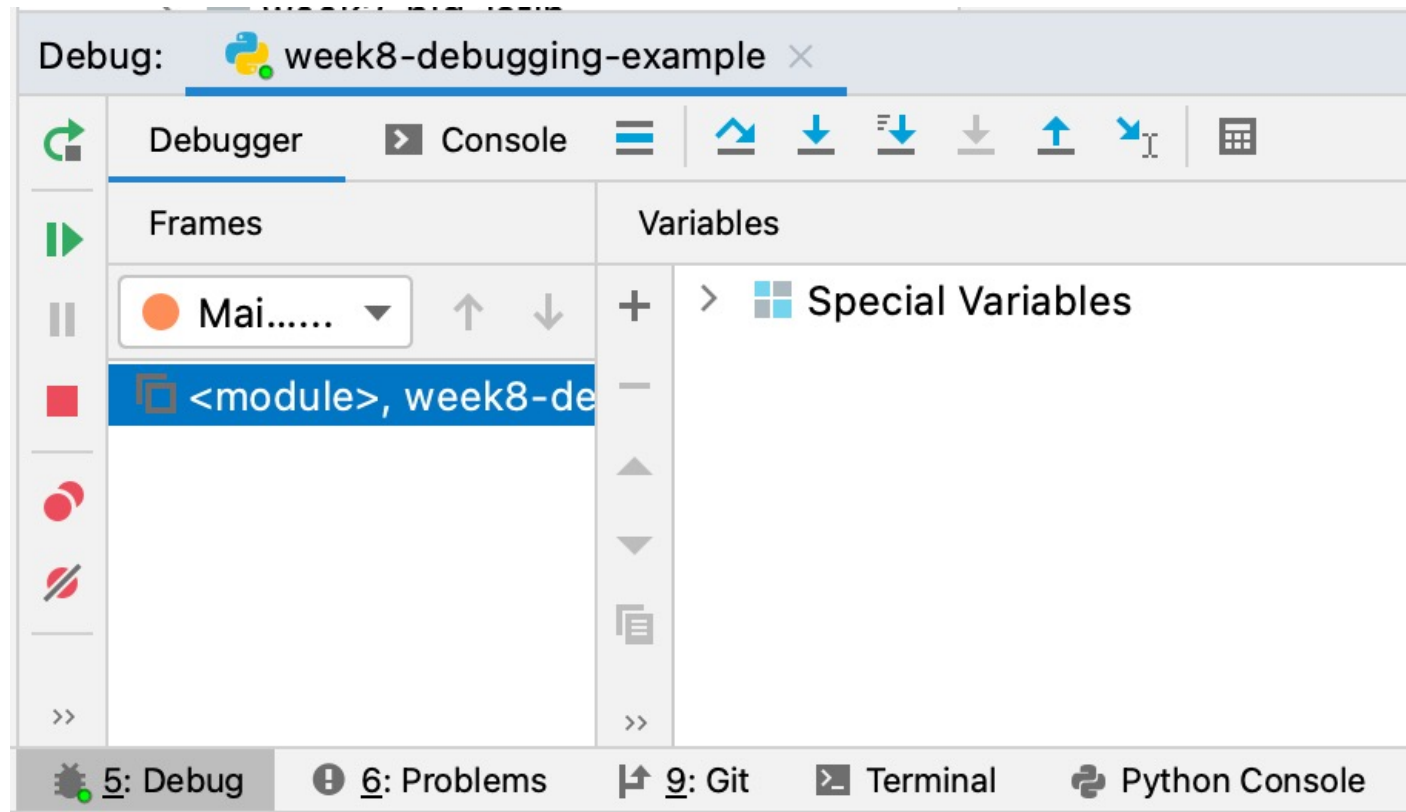 Debug: week8-debugging-example
Debugger Console
Frames Variables
Mai...... Special Variables
<module>, week8-de
5: Debug 6: Problems 9: Git Terminal Python Console